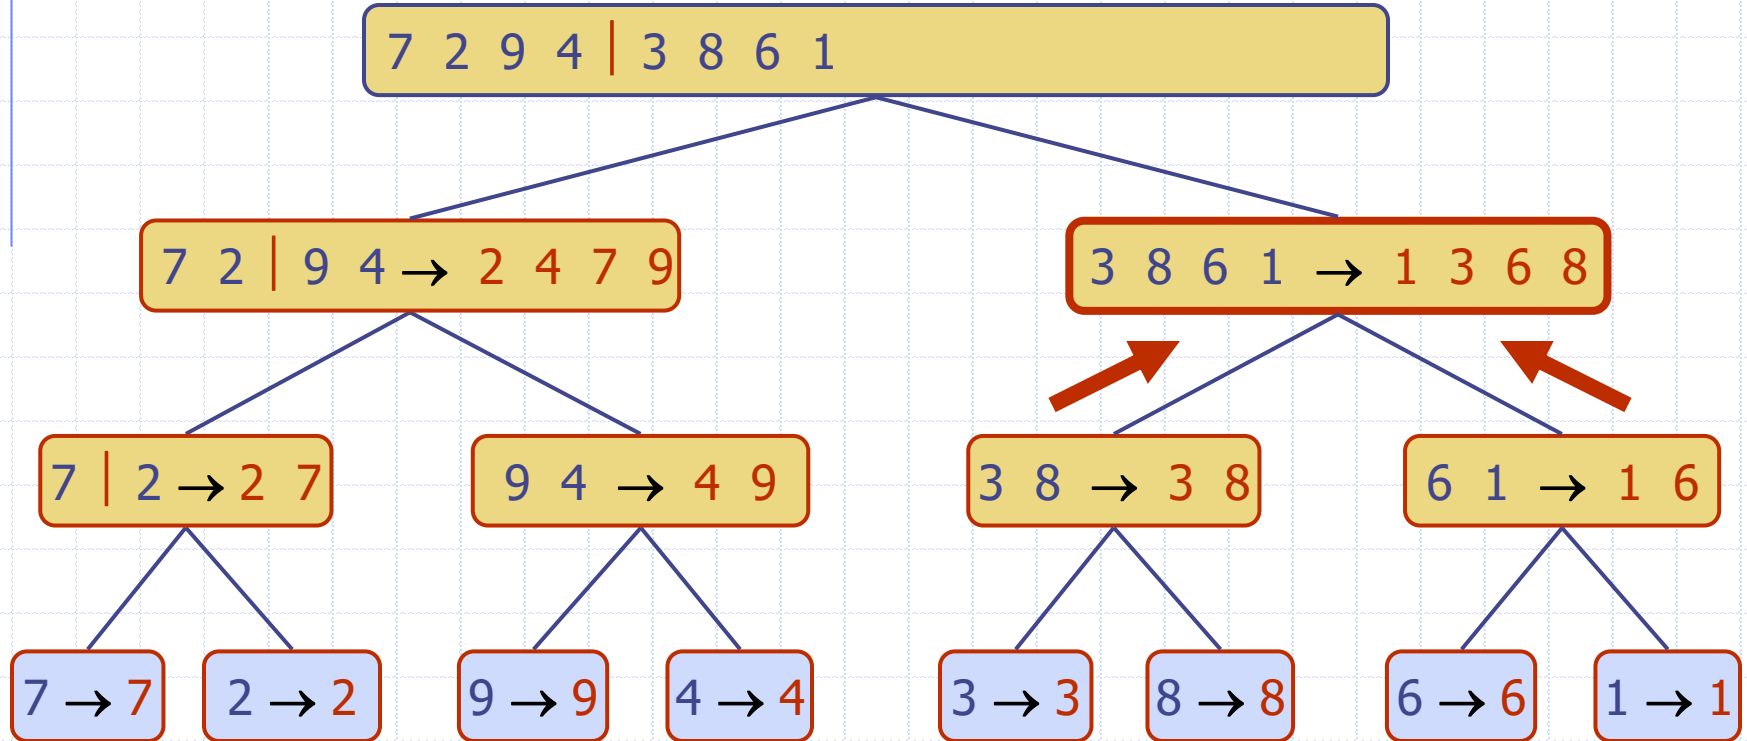 7 2 9 4 | 3 8 6 1
7 2 | 9 4 → 2 4 7 9
3 8 6 1 → 1 3 6 8
7 | 2 → 2 7
9 4 → 4 9
3 8 → 3 8
6 1 → 1 6
7 → 7
2 → 2
9 → 9
4 → 4
3 → 3
8 → 8
6 → 6
1 → 1